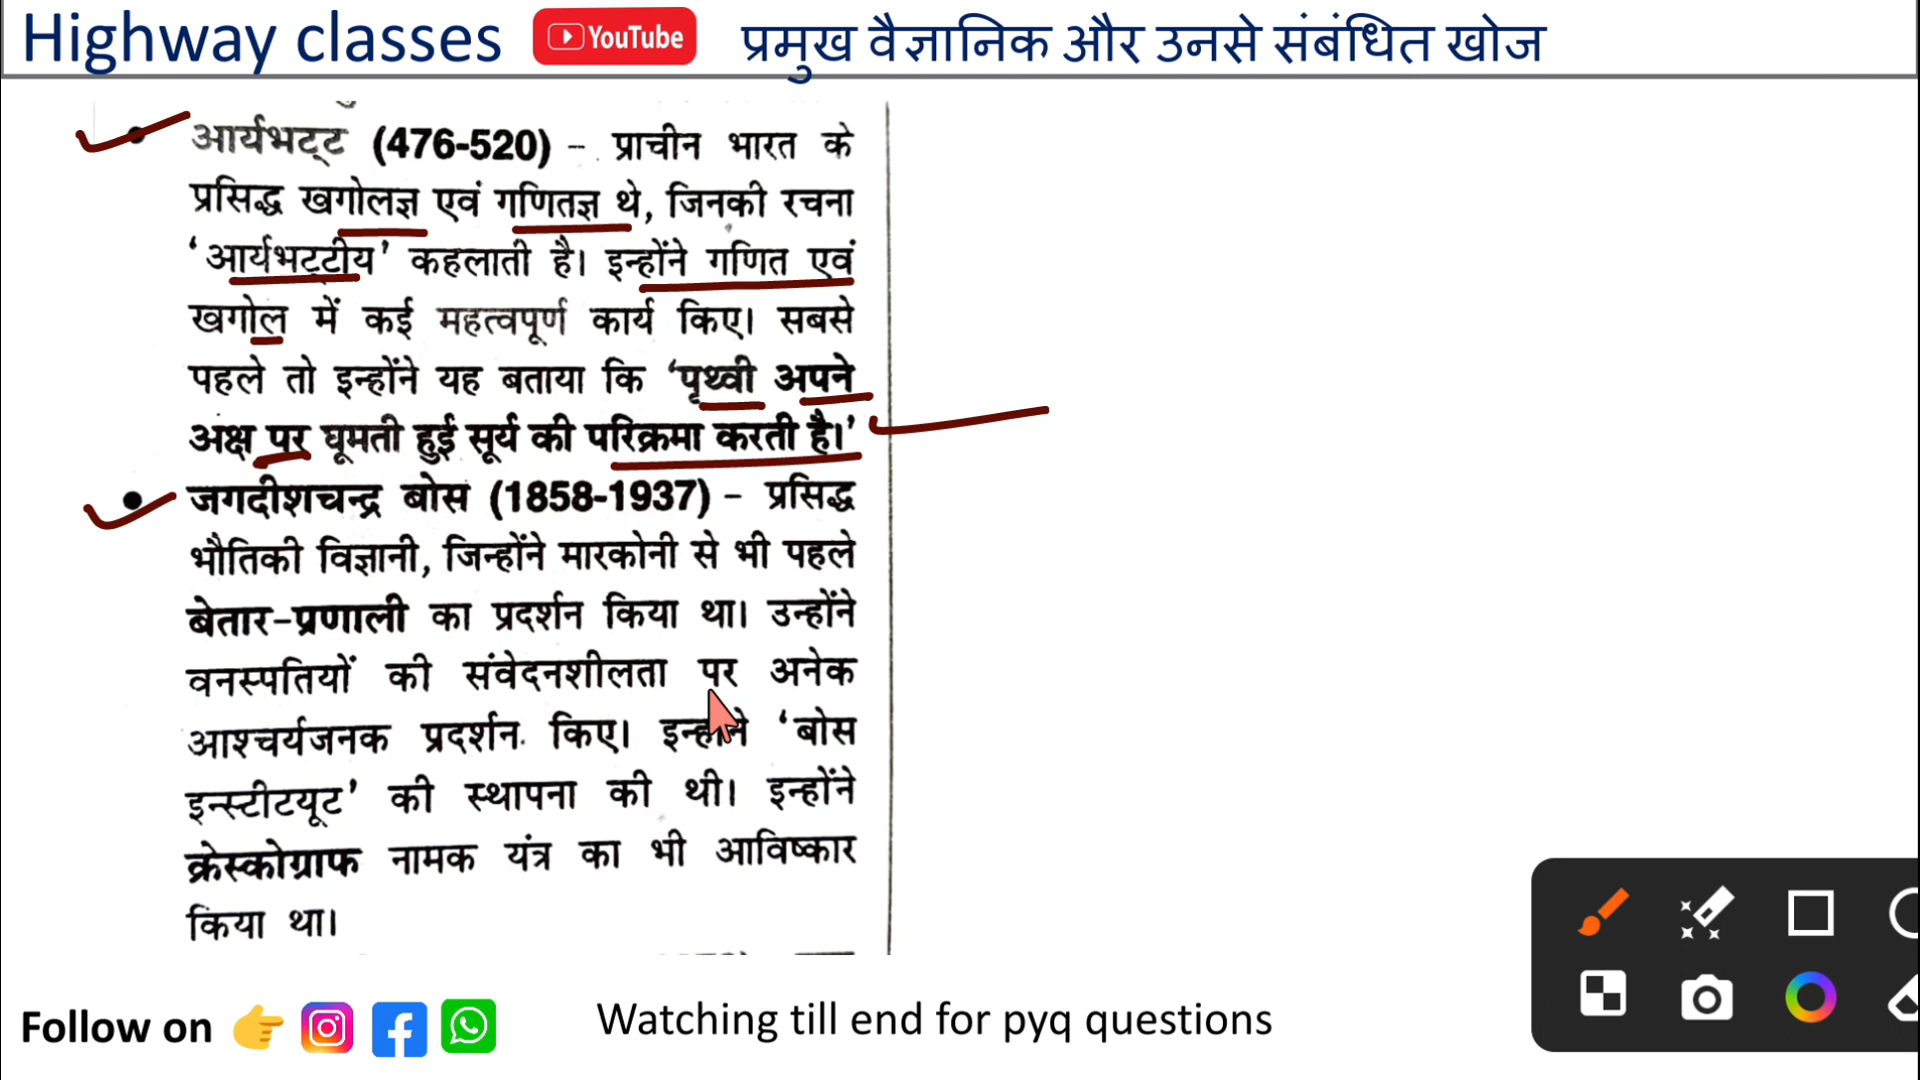 Highway classes YouTube प्रमुख वैज्ञानिक और उनसे संबंधित खोज
आर्यभट्ट (476-520) - प्राचीन भारत के
प्रसिद्ध खगोलज्ञ एवं गणितज्ञ थे, जिनकी रचना
‘आर्यभट्टीय’ कहलाती है। इन्होंने गणित एवं
खगोल में कई महत्वपूर्ण कार्य किए। सबसे
पहले तो इन्होंने यह बताया कि ‘पृथ्वी अपने
अक्ष पर घूमती हुई सूर्य की परिक्रमा करती है।’
• जगदीशचन्द्र बोस (1858-1937) - प्रसिद्ध
भौतिकी विज्ञानी, जिन्होंने मारकोनी से भी पहले
बेतार-प्रणाली का प्रदर्शन किया था। उन्होंने
वनस्पतियों की संवेदनशीलता पर अनेक
आश्चर्यजनक प्रदर्शन किए। इन्होंने ‘बोस
इन्स्टीटयूट’ की स्थापना की थी। इन्होंने
क्रेस्कोग्राफ नामक यंत्र का भी आविष्कार
किया था।
Follow on Watching till end for pyq questions